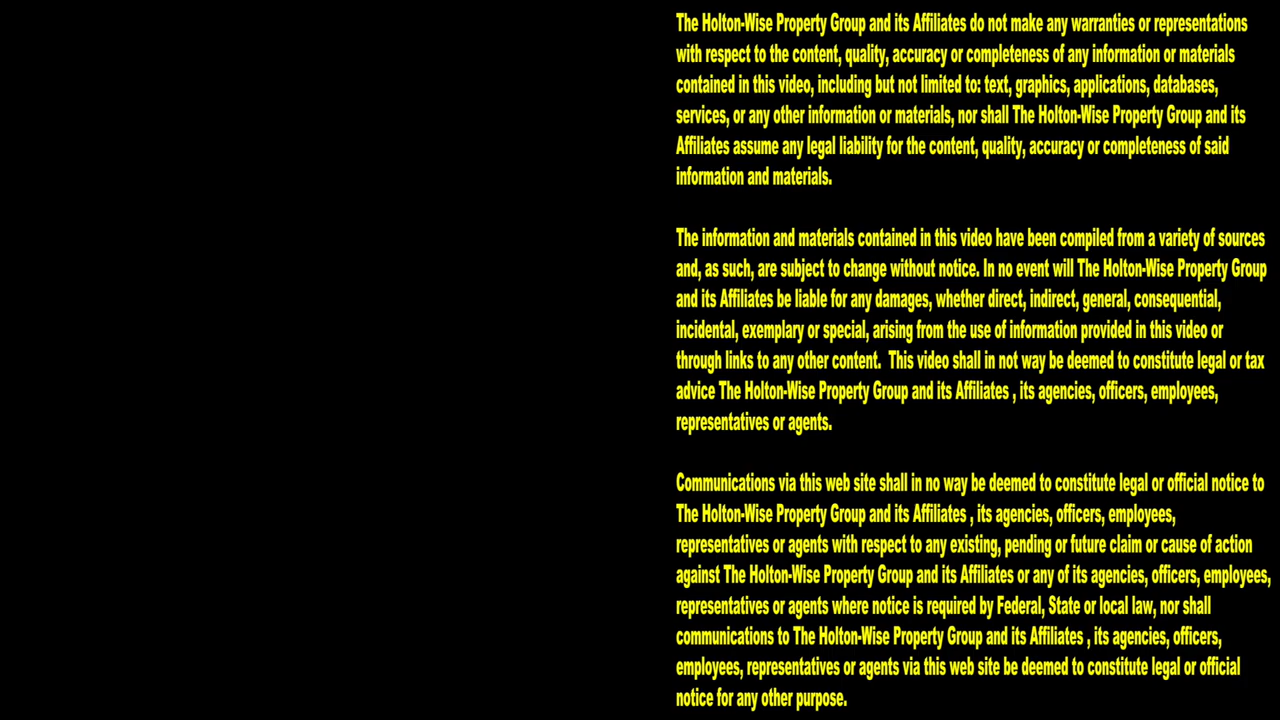 The Holton-Wise Property Group and its Affiliates do not make any warranties or representations
with respect to the content, quality, accuracy or completeness of any information or materials
contained in this video, including but not limited to: text, graphics, applications, databases,
services, or any other information or materials, nor shall The Holton-Wise Property Group and its
Affiliates assume any legal liability for the content, quality, accuracy or completeness of said
information and materials.
The information and materials contained in this video have been compiled from a variety of sources
and, as such, are subject to change without notice. In no event will The Holton-Wise Property Group
and its Affiliates be liable for any damages, whether direct, indirect, general, consequential,
incidental, exemplary or special, arising from the use of information provided in this video or
through links to any other content.  This video shall in not way be deemed to constitute legal or tax
advice The Holton-Wise Property Group and its Affiliates , its agencies, officers, employees,
representatives or agents.
Communications via this web site shall in no way be deemed to constitute legal or official notice to
The Holton-Wise Property Group and its Affiliates , its agencies, officers, employees,
representatives or agents with respect to any existing, pending or future claim or cause of action
against The Holton-Wise Property Group and its Affiliates or any of its agencies, officers, employees,
representatives or agents where notice is required by Federal, State or local law, nor shall
communications to The Holton-Wise Property Group and its Affiliates , its agencies, officers,
employees, representatives or agents via this web site be deemed to constitute legal or official
notice for any other purpose.